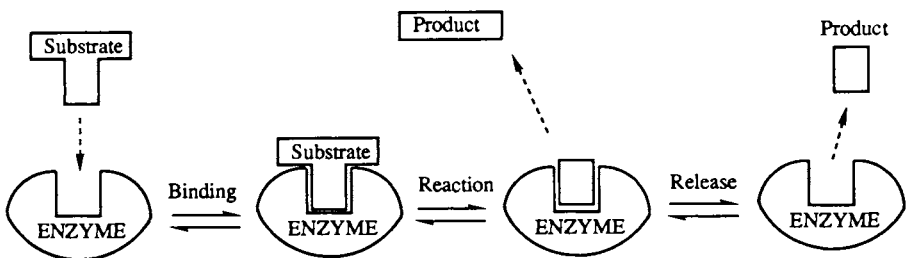 Product
Product
Substrate
Substrate
Binding
Reaction
Release
ENZYME
ENZYME
ENZYME
ENZYME